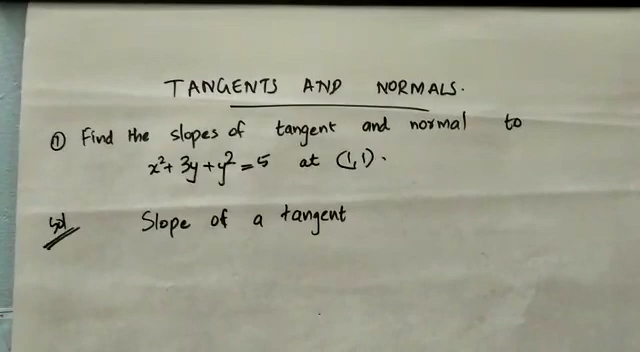 TANGENTS AND NORMALS.
① Find the slopes of tangent and normal to
x²+ 3y + y² = 5 at (1,1).
Sol Slope of a tangent